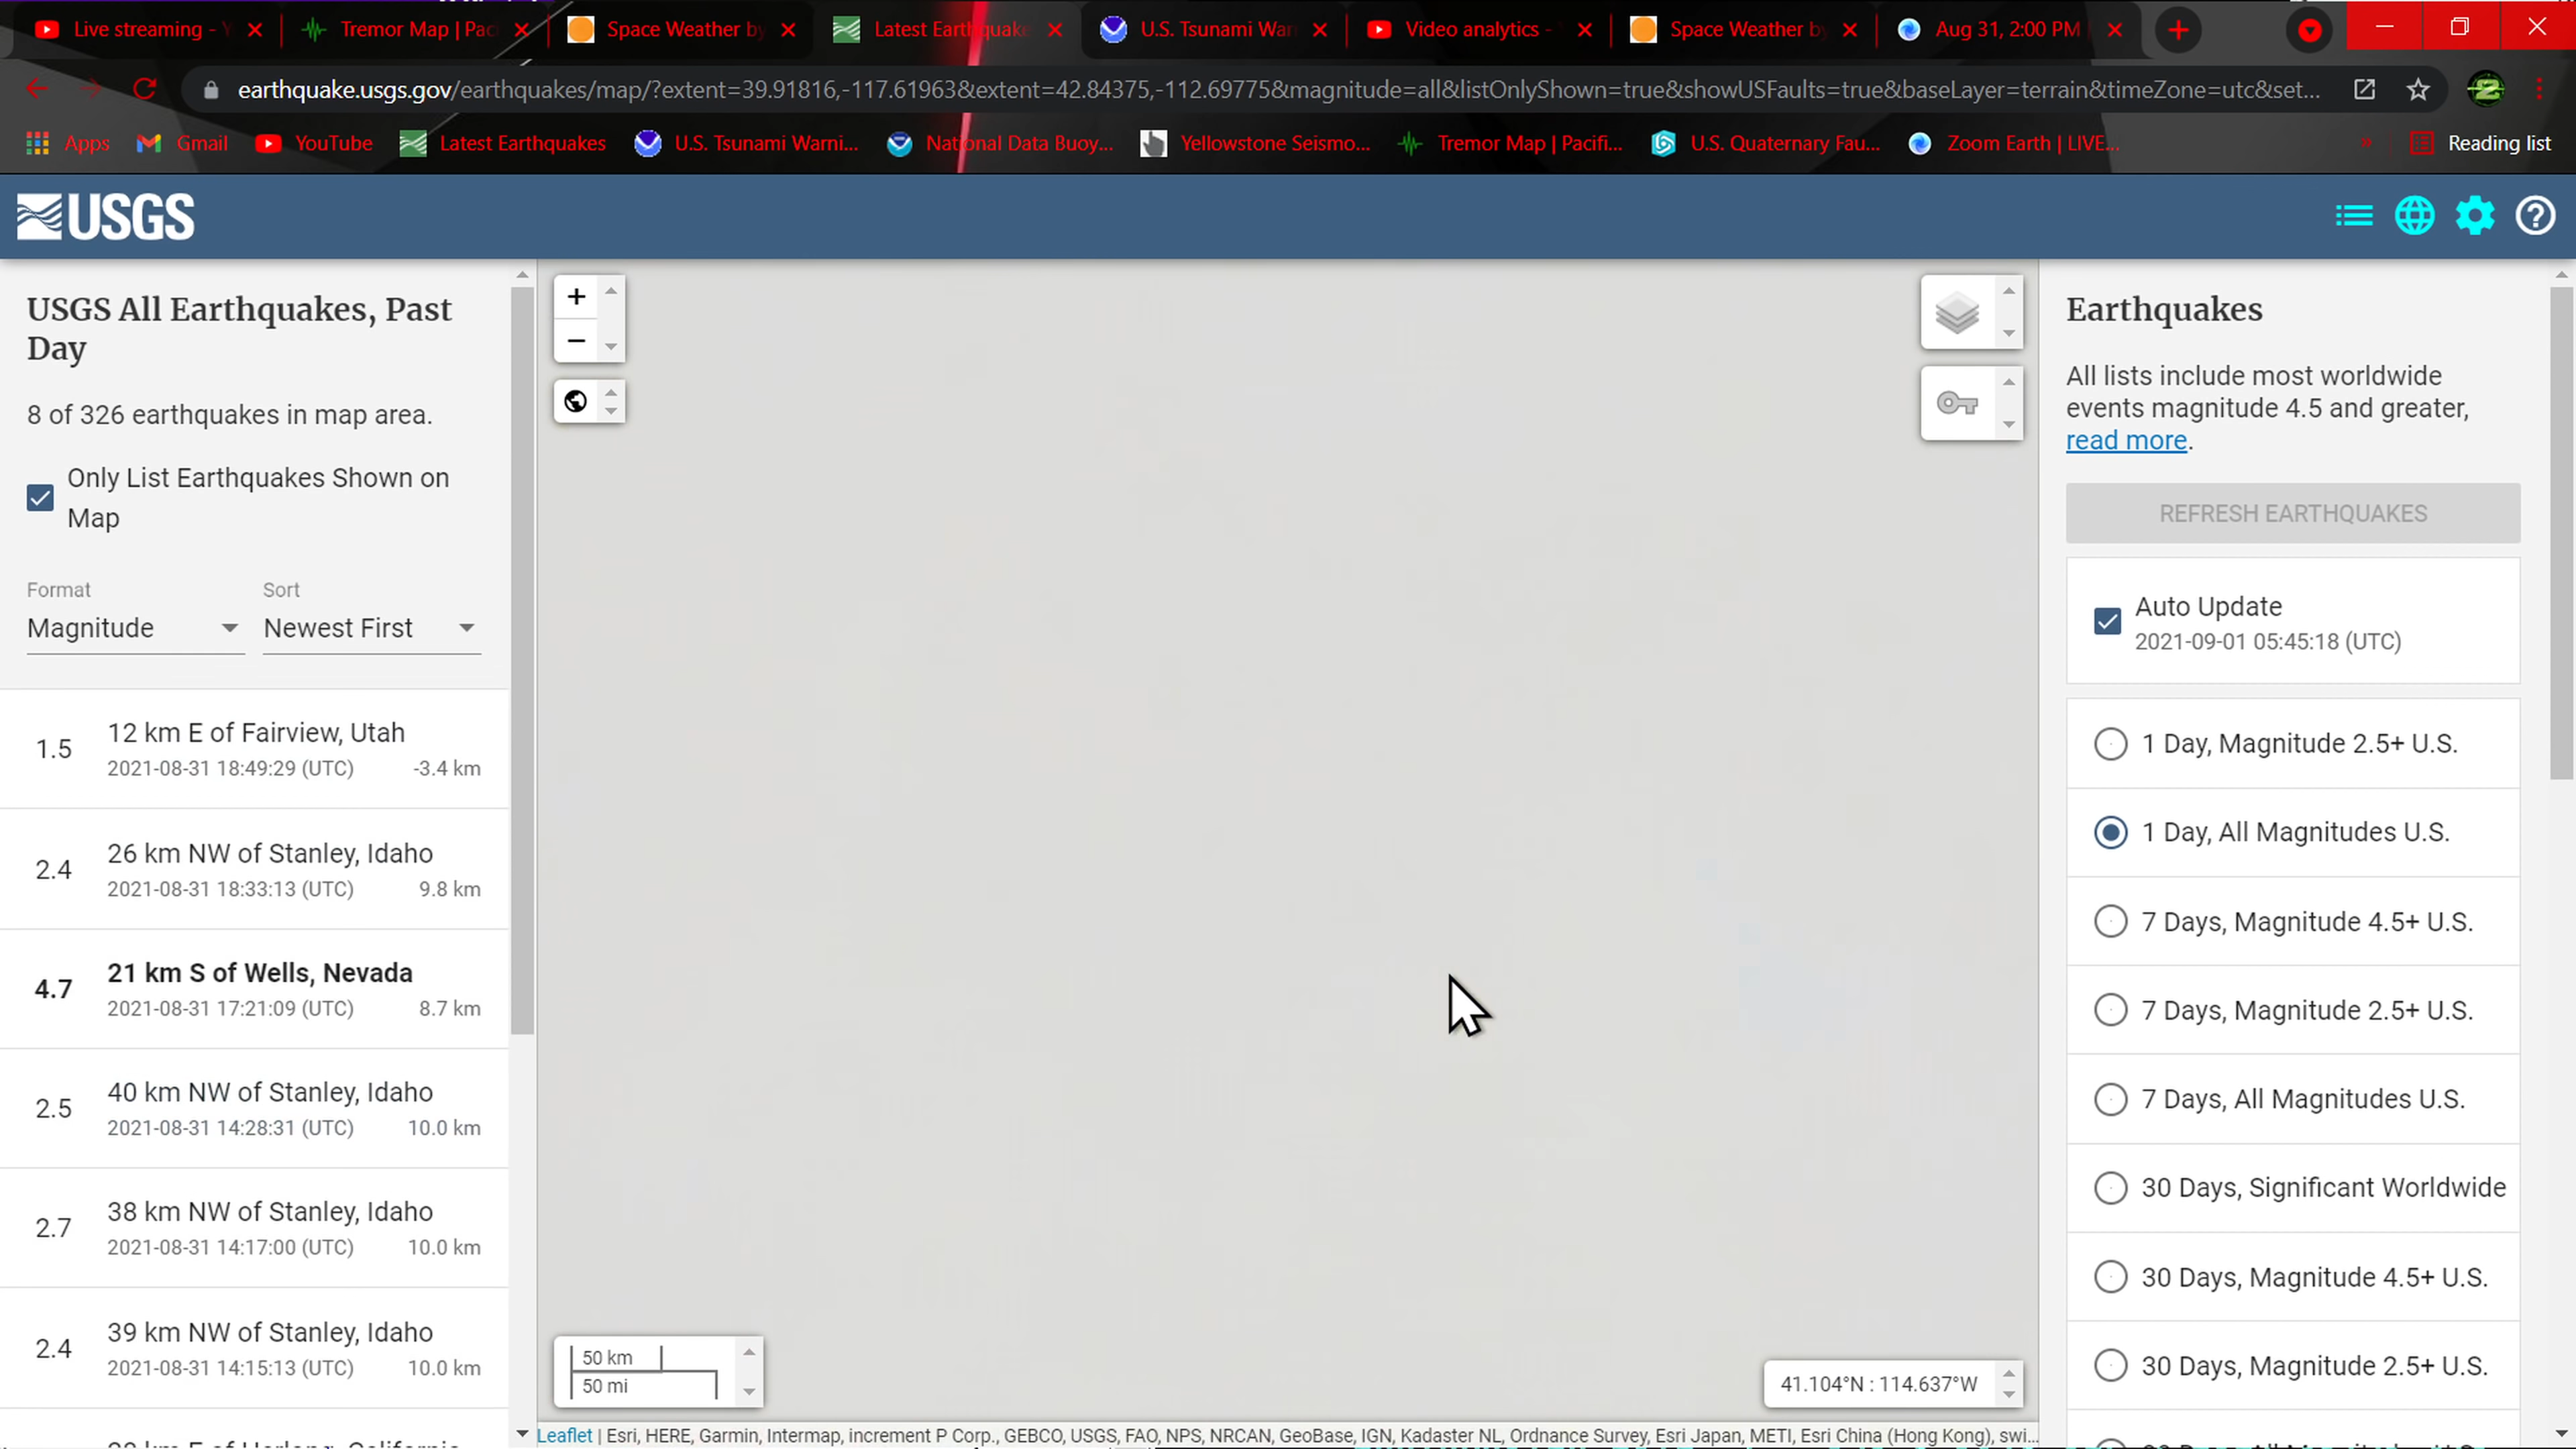 Live streaming - Y
Tremor Map | Paci
Space Weather by
Latest Earthquake
U.S. Tsunami War
Video analytics -
Space Weather by
Aug 31, 2:00 PM
earthquake.usgs.gov/earthquakes/map/?extent=39.91816,-117.61963&extent=42.84375,-112.69775&magnitude=all&listOnlyShown=true&showUSFaults=true&baseLayer=terrain&timeZone=utc&set...
Apps
Gmail
YouTube
Latest Earthquakes
U.S. Tsunami Warni...
National Data Buoy...
Yellowstone Seismo...
Tremor Map | Pacifi...
U.S. Quaternary Fau...
Zoom Earth | LIVE...
Reading list
USGS
USGS All Earthquakes, Past
Day
8 of 326 earthquakes in map area.
Only List Earthquakes Shown on
Map
Format
Magnitude
Sort
Newest First
1.5
12 km E of Fairview, Utah
2021-08-31 18:49:29 (UTC) -3.4 km
2.4
26 km NW of Stanley, Idaho
2021-08-31 18:33:13 (UTC) 9.8 km
4.7
21 km S of Wells, Nevada
2021-08-31 17:21:09 (UTC) 8.7 km
2.5
40 km NW of Stanley, Idaho
2021-08-31 14:28:31 (UTC) 10.0 km
2.7
38 km NW of Stanley, Idaho
2021-08-31 14:17:00 (UTC) 10.0 km
2.4
39 km NW of Stanley, Idaho
2021-08-31 14:15:13 (UTC) 10.0 km
50 km
50 mi
41.104°N : 114.637°W
Leaflet | Esri, HERE, Garmin, Intermap, increment P Corp., GEBCO, USGS, FAO, NPS, NRCAN, GeoBase, IGN, Kadaster NL, Ordnance Survey, Esri Japan, METI, Esri China (Hong Kong), swi...
Earthquakes
All lists include most worldwide
events magnitude 4.5 and greater,
read more.
REFRESH EARTHQUAKES
Auto Update
2021-09-01 05:45:18 (UTC)
1 Day, Magnitude 2.5+ U.S.
1 Day, All Magnitudes U.S.
7 Days, Magnitude 4.5+ U.S.
7 Days, Magnitude 2.5+ U.S.
7 Days, All Magnitudes U.S.
30 Days, Significant Worldwide
30 Days, Magnitude 4.5+ U.S.
30 Days, Magnitude 2.5+ U.S.